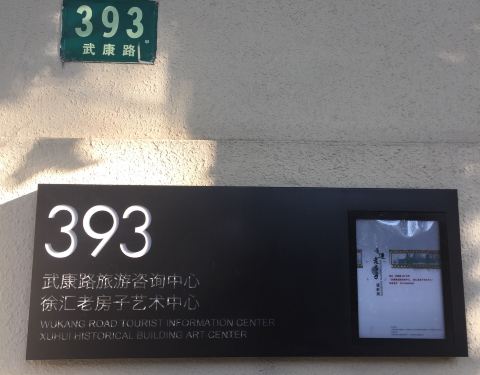 393
武康路
393
武康路旅游咨询中心
徐汇老房子艺术中心
WUKANG ROAD TOURIST INFORMATION CENTER
XUHUI HISTORICAL BUILDING ART CENTER